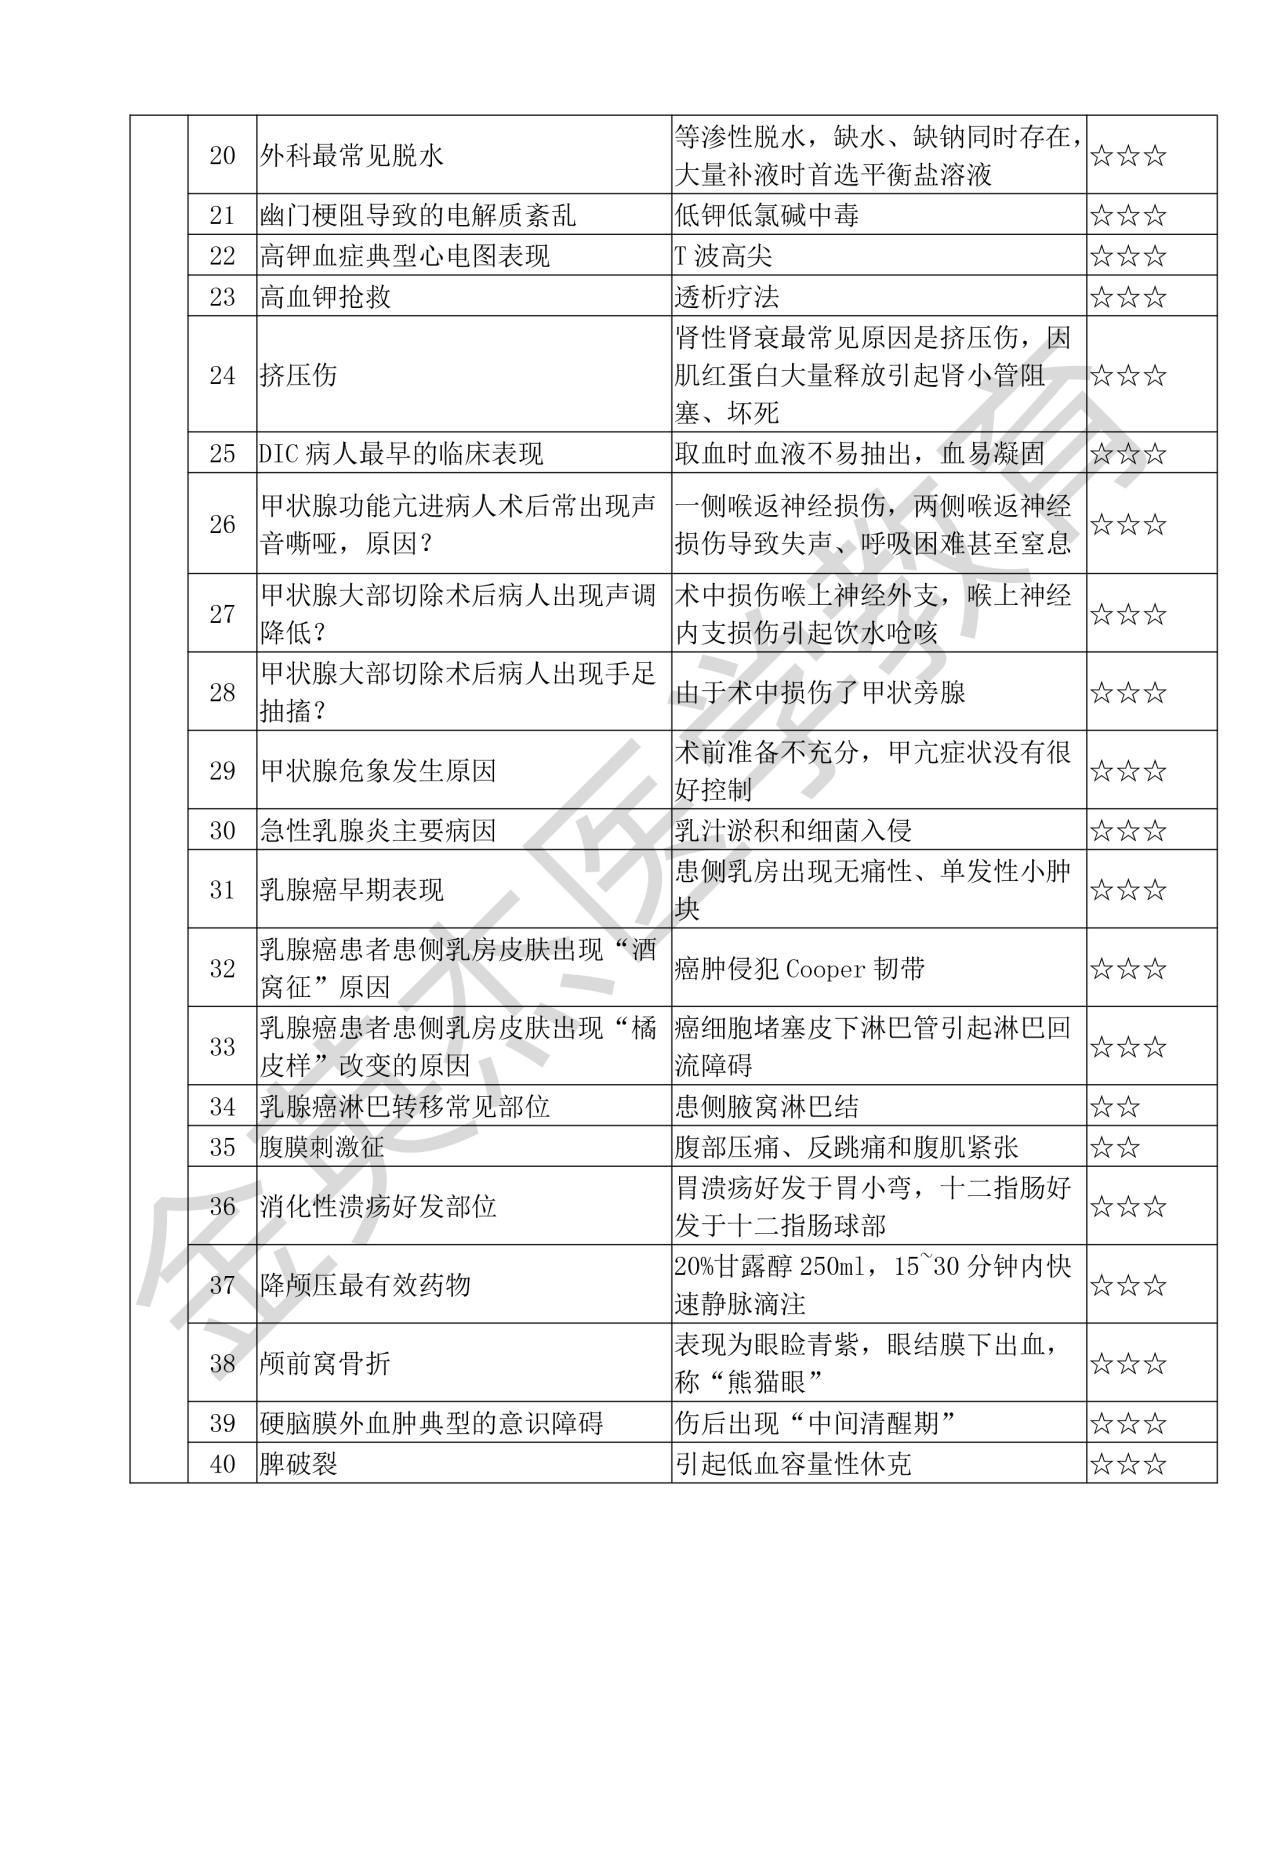 20 外科最常见脱水 等渗性脱水，缺水、缺钠同时存在， ☆☆☆
大量补液时首选平衡盐溶液
21 幽门梗阻导致的电解质紊乱 低钾低氯碱中毒 ☆☆☆
22 高钾血症典型心电图表现 T 波高尖 ☆☆☆
23 高血钾抢救 透析疗法 ☆☆☆
24 挤压伤 肾性肾衰最常见原因是挤压伤，因 ☆☆☆
肌红蛋白大量释放引起肾小管阻
塞、坏死
25 DIC 病人最早的临床表现 取血时血液不易抽出，血易凝固 ☆☆☆
26 甲状腺功能亢进病人术后常出现声
音嘶哑，原因？
一侧喉返神经损伤，两侧喉返神经
损伤导致失声、呼吸困难甚至窒息
☆☆☆
27 甲状腺大部切除术后病人出现声调
降低？
术中损伤喉上神经外支，喉上神经
内支损伤引起饮水呛咳
☆☆☆
28 甲状腺大部切除术后病人出现手足
抽搐？
由于术中损伤了甲状旁腺 ☆☆☆
29 甲状腺危象发生原因 术前准备不充分，甲亢症状没有很
好控制
☆☆☆
30 急性乳腺炎主要病因 乳汁淤积和细菌入侵 ☆☆☆
31 乳腺癌早期表现 患侧乳房出现无痛性、单发性小肿
块
☆☆☆
32 乳腺癌患者患侧乳房皮肤出现“酒
窝征”原因
癌肿侵犯 Cooper 韧带 ☆☆☆
33 乳腺癌患者患侧乳房皮肤出现“橘
皮样”改变的原因
癌细胞堵塞皮下淋巴管引起淋巴回
流障碍
☆☆☆
34 乳腺癌淋巴转移常见部位 患侧腋窝淋巴结 ☆☆
35 腹膜刺激征 腹部压痛、反跳痛和腹肌紧张 ☆☆
36 消化性溃疡好发部位 胃溃疡好发于胃小弯，十二指肠好
发于十二指肠球部
☆☆☆
37 降颅压最有效药物 20%甘露醇 250ml，15~30 分钟内快
速静脉滴注
☆☆☆
38 颅前窝骨折 表现为眼睑青紫，眼结膜下出血，
称“熊猫眼”
☆☆☆
39 硬脑膜外血肿典型的意识障碍 伤后出现“中间清醒期” ☆☆☆
40 脾破裂 引起低血容量性休克 ☆☆☆
金英杰医学教育